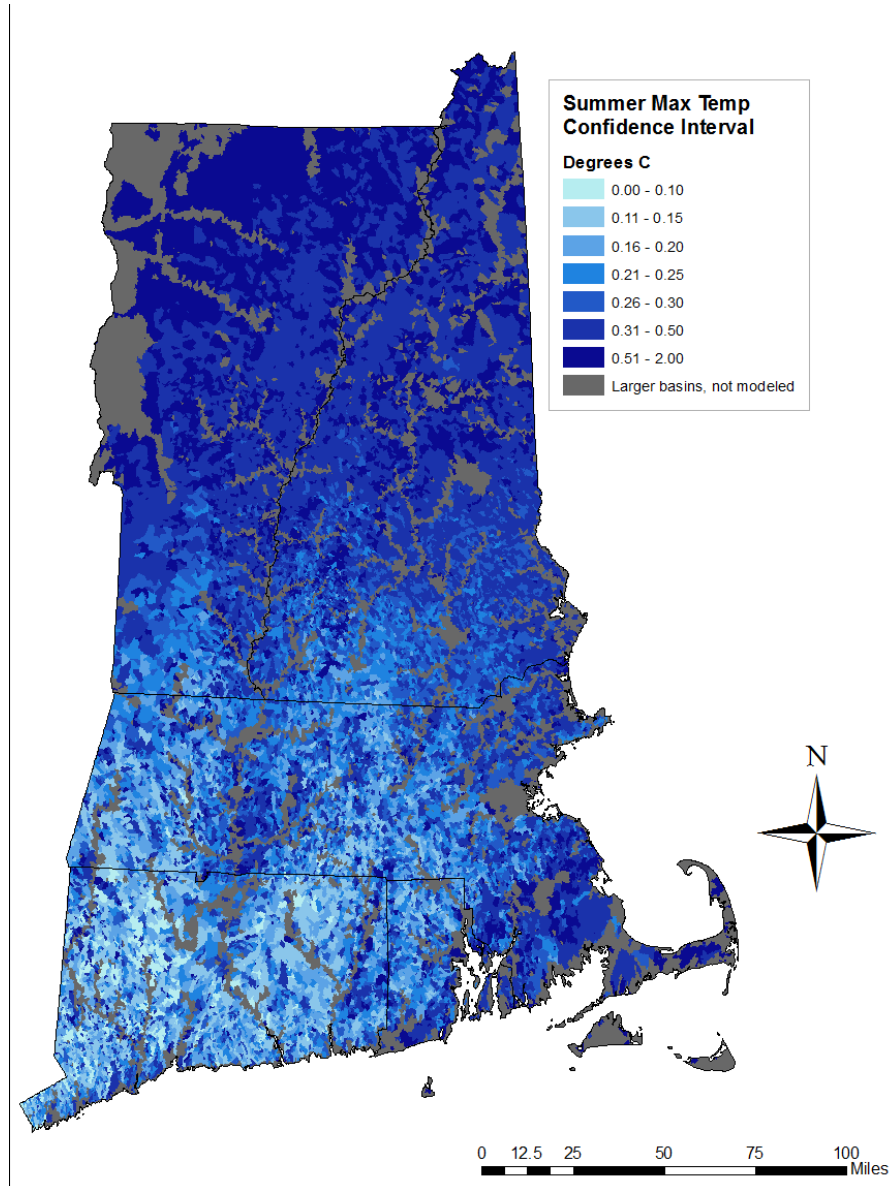 Summer Max Temp
Confidence Interval
Degrees C
0.00 - 0.10
0.11 - 0.15
0.16 - 0.20
0.21 - 0.25
0.26 - 0.30
0.31 - 0.50
0.51 - 2.00
Larger basins, not modeled
N
0 12.5 25 50 75 100
Miles